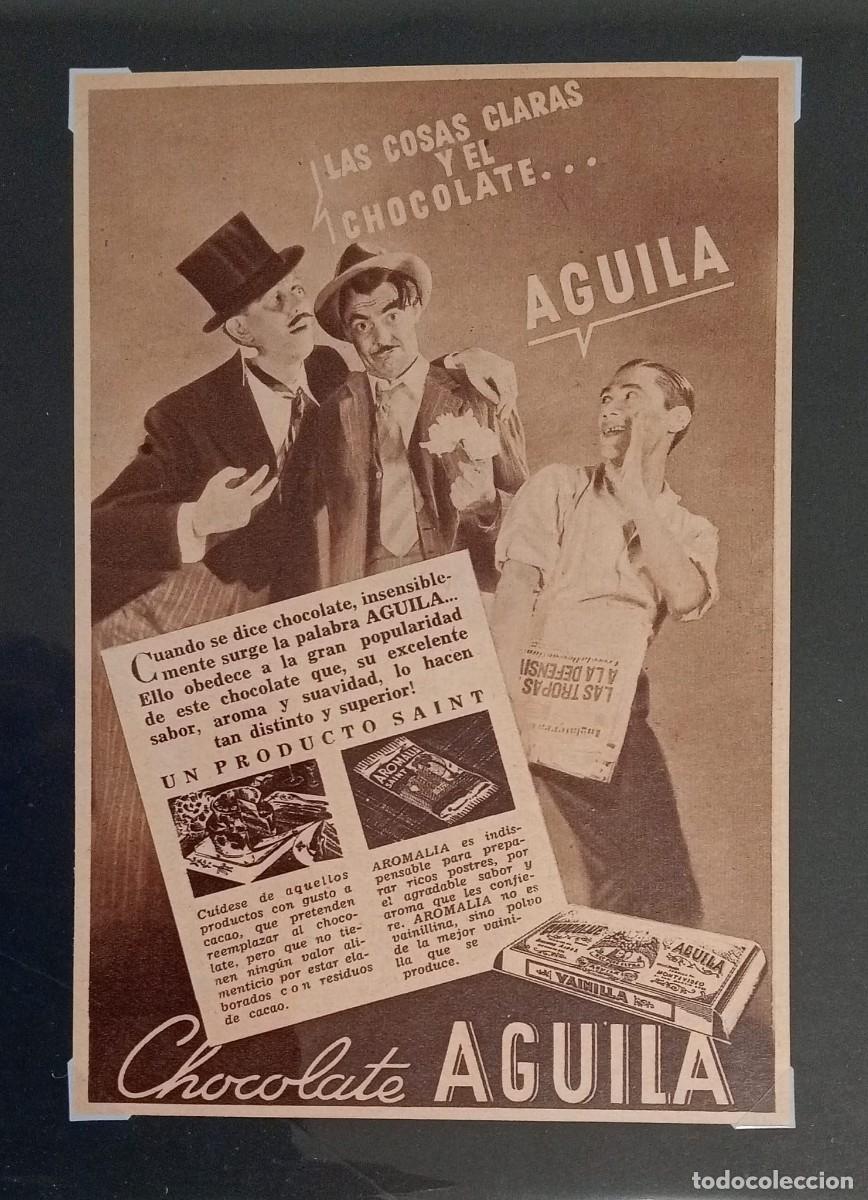 ¡LAS COSAS CLARAS
Y EL
CHOCOLATE...
AGUILA
Cuando se dice chocolate, insensible-
mente surge la palabra AGUILA...
Ello obedece a la gran popularidad
de este chocolate que, su excelente
sabor, aroma y suavidad, lo hacen
tan distinto y superior!
UN PRODUCTO SAINT
AROMALIA
SAINT
Cuídese de aquellos
productos con gusto a
cacao, que pretenden
reemplazar al choco-
late, pero que no tie-
nen ningún valor ali-
menticio por estar ela-
borados con residuos
de cacao.
AROMALIA es indis-
pensable para prepa-
rar ricos postres, por
el agradable sabor y
aroma que les confie-
re. AROMALIA no es
vainillina, sino polvo
de la mejor vaini-
lla que se
produce.
LAS TROPAS
A LA DEFENSI
Inglaterra
CHOCOLATE
AGUILA
MONTEVIDEO
VAINILLA
Chocolate AGUILA
todocoleccion